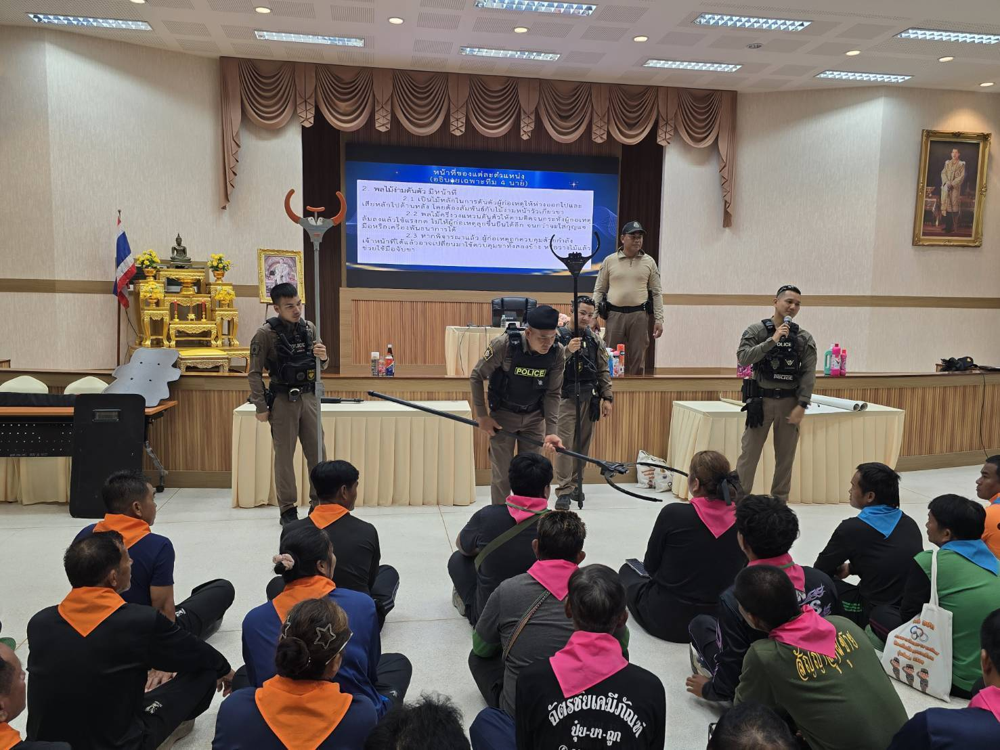 หน้าที่ของแต่ละตำแหน่ง
(อธิบายเฉพาะทีม 4 นาย)
2. พลไม้ง่ามดันตัว มีหน้าที่
2.1 เป็นไม้หลักในการดันตัวผู้ก่อเหตุให้ห่างออกไปและ
เสียหลักไปด้านหลัง โดยต้องสัมพันธ์กับไม้ง่ามหน้าวัวเกี่ยวขา
2.2 พลไม้ครึ่งวงแหวนดันตัวให้ตามติดจนกระทั่งผู้ก่อเหตุ
ล้มลงแล้วใช้แรงกด ไม่ให้ผู้ก่อเหตุลุกขึ้นยืนได้อีก จนกว่าจะใส่กุญแจ
มือหรือเครื่องพันธนาการได้
2.3 หากพิจารณาแล้ว ผู้ก่อเหตุถูกควบคุมด้วยกำลัง
เจ้าหน้าที่ได้แล้วอาจเปลี่ยนมาใช้ควบคุมขาทั้งสองข้าง หรือวางไม้แล้ว
ช่วยใช้มือจับขา
POLICE
POLICE
POLICE
POLICE
สัญญา
ฉัตรชัยเคมีภัณฑ์
ปุ๋ย-ยา-ถูก